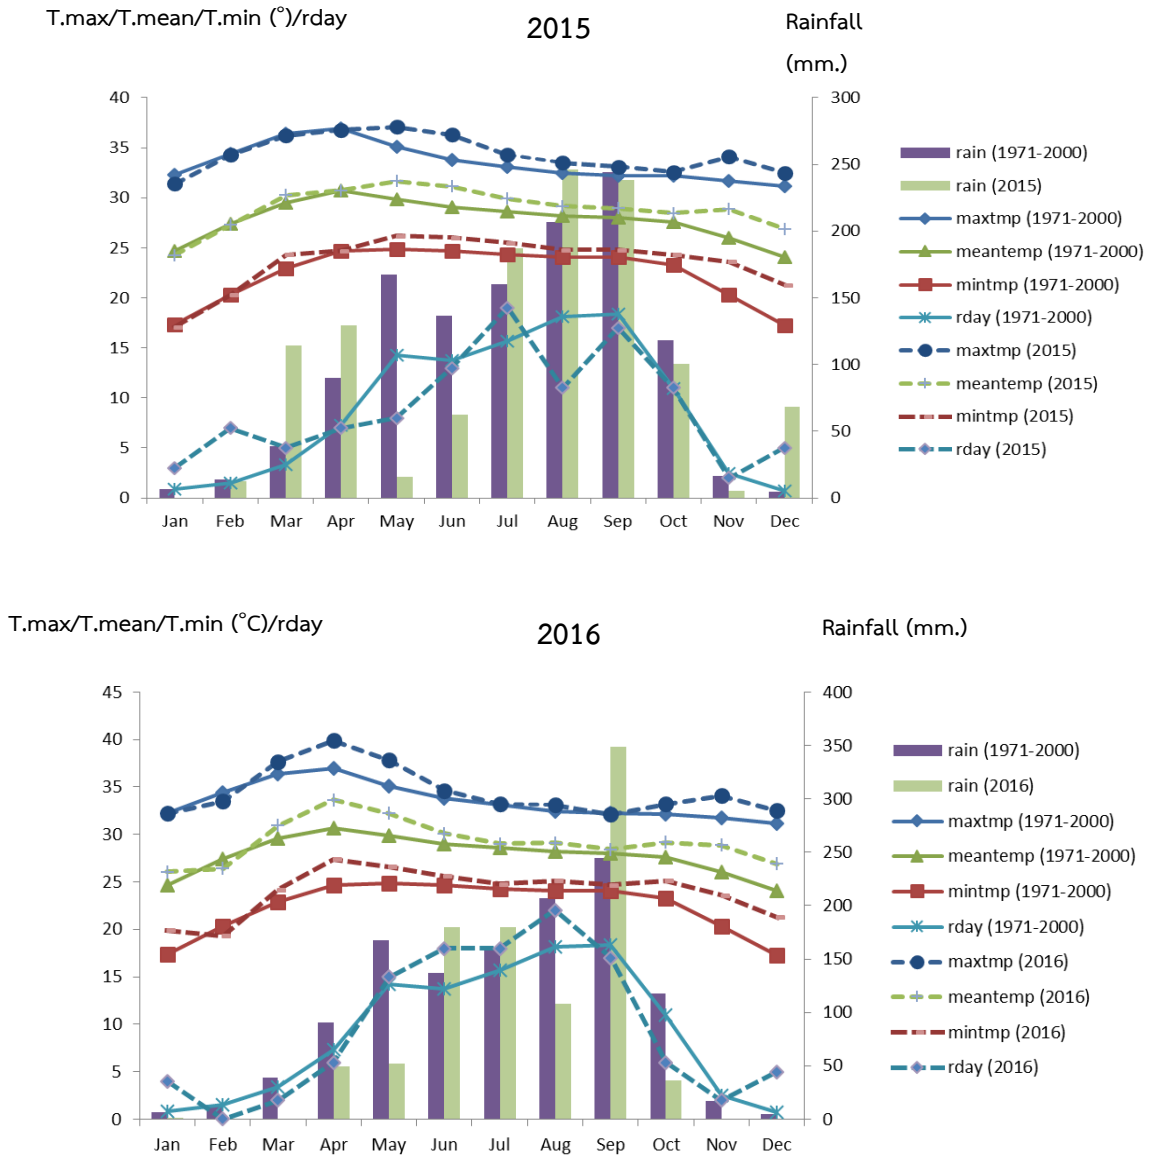 T.max/T.mean/T.min (°)/rday
2015
Rainfall
(mm.)
40
35
30
25
20
15
10
5
0
300
250
200
150
100
50
0
Jan Feb Mar Apr May Jun Jul Aug Sep Oct Nov Dec
rain (1971-2000)
rain (2015)
maxtmp (1971-2000)
meantemp (1971-2000)
mintmp (1971-2000)
rday (1971-2000)
maxtmp (2015)
meantemp (2015)
mintmp (2015)
rday (2015)
T.max/T.mean/T.min (°C)/rday
2016
Rainfall (mm.)
45
40
35
30
25
20
15
10
5
0
400
350
300
250
200
150
100
50
0
Jan Feb Mar Apr May Jun Jul Aug Sep Oct Nov Dec
rain (1971-2000)
rain (2016)
maxtmp (1971-2000)
meantemp (1971-2000)
mintmp (1971-2000)
rday (1971-2000)
maxtmp (2016)
meantemp (2016)
mintmp (2016)
rday (2016)